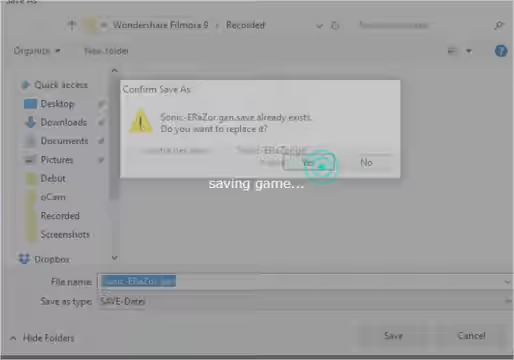 Save As
Wondershare Filmora 9 > Recorded
Organize
New folder
Quick access
Desktop
Downloads
Documents
Pictures
Debut
oCam
Recorded
Screenshots
Dropbox
Confirm Save As
Sonic-ERaZor.gen.save already exists.
Do you want to replace it?
Yes
No
saving game...
File name: Sonic-ERaZor.gen
Save as type: SAVE-Datei
Hide Folders
Save
Cancel